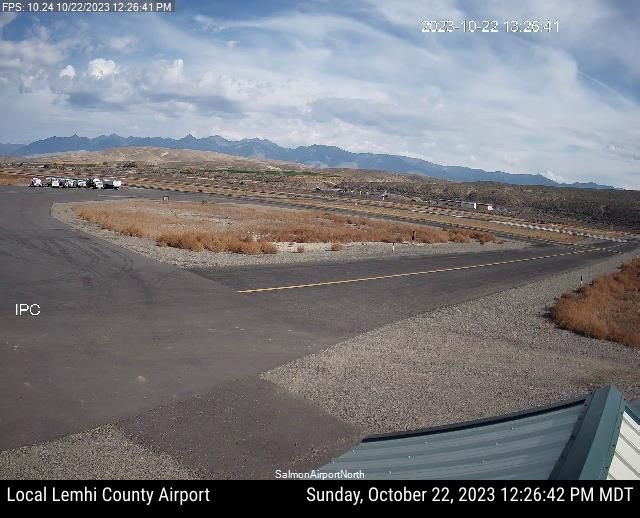 FPS: 10.24 10/22/2023 12:26:41 PM
2023-10-22 13:26:41
IPC
SalmonAirportNorth
Local Lemhi County Airport Sunday, October 22, 2023 12:26:42 PM MDT